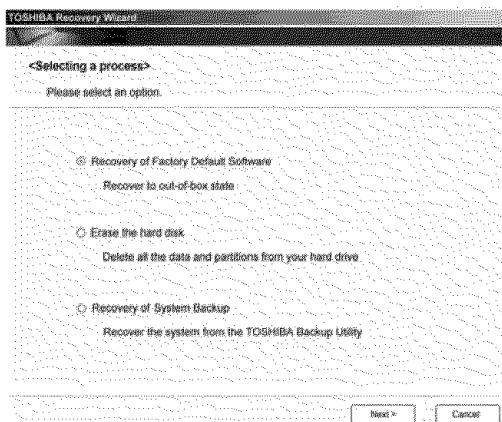 TOSHIBA Recovery Wizard
<Selecting a process>
Please select an option.
Recovery of Factory Default Software
Recover to out-of-box state
Erase the hard disk
Delete all the data and partitions from your hard drive
Recovery of System Backup
Recover the system from the TOSHIBA Backup Utility
Next >
Cancel